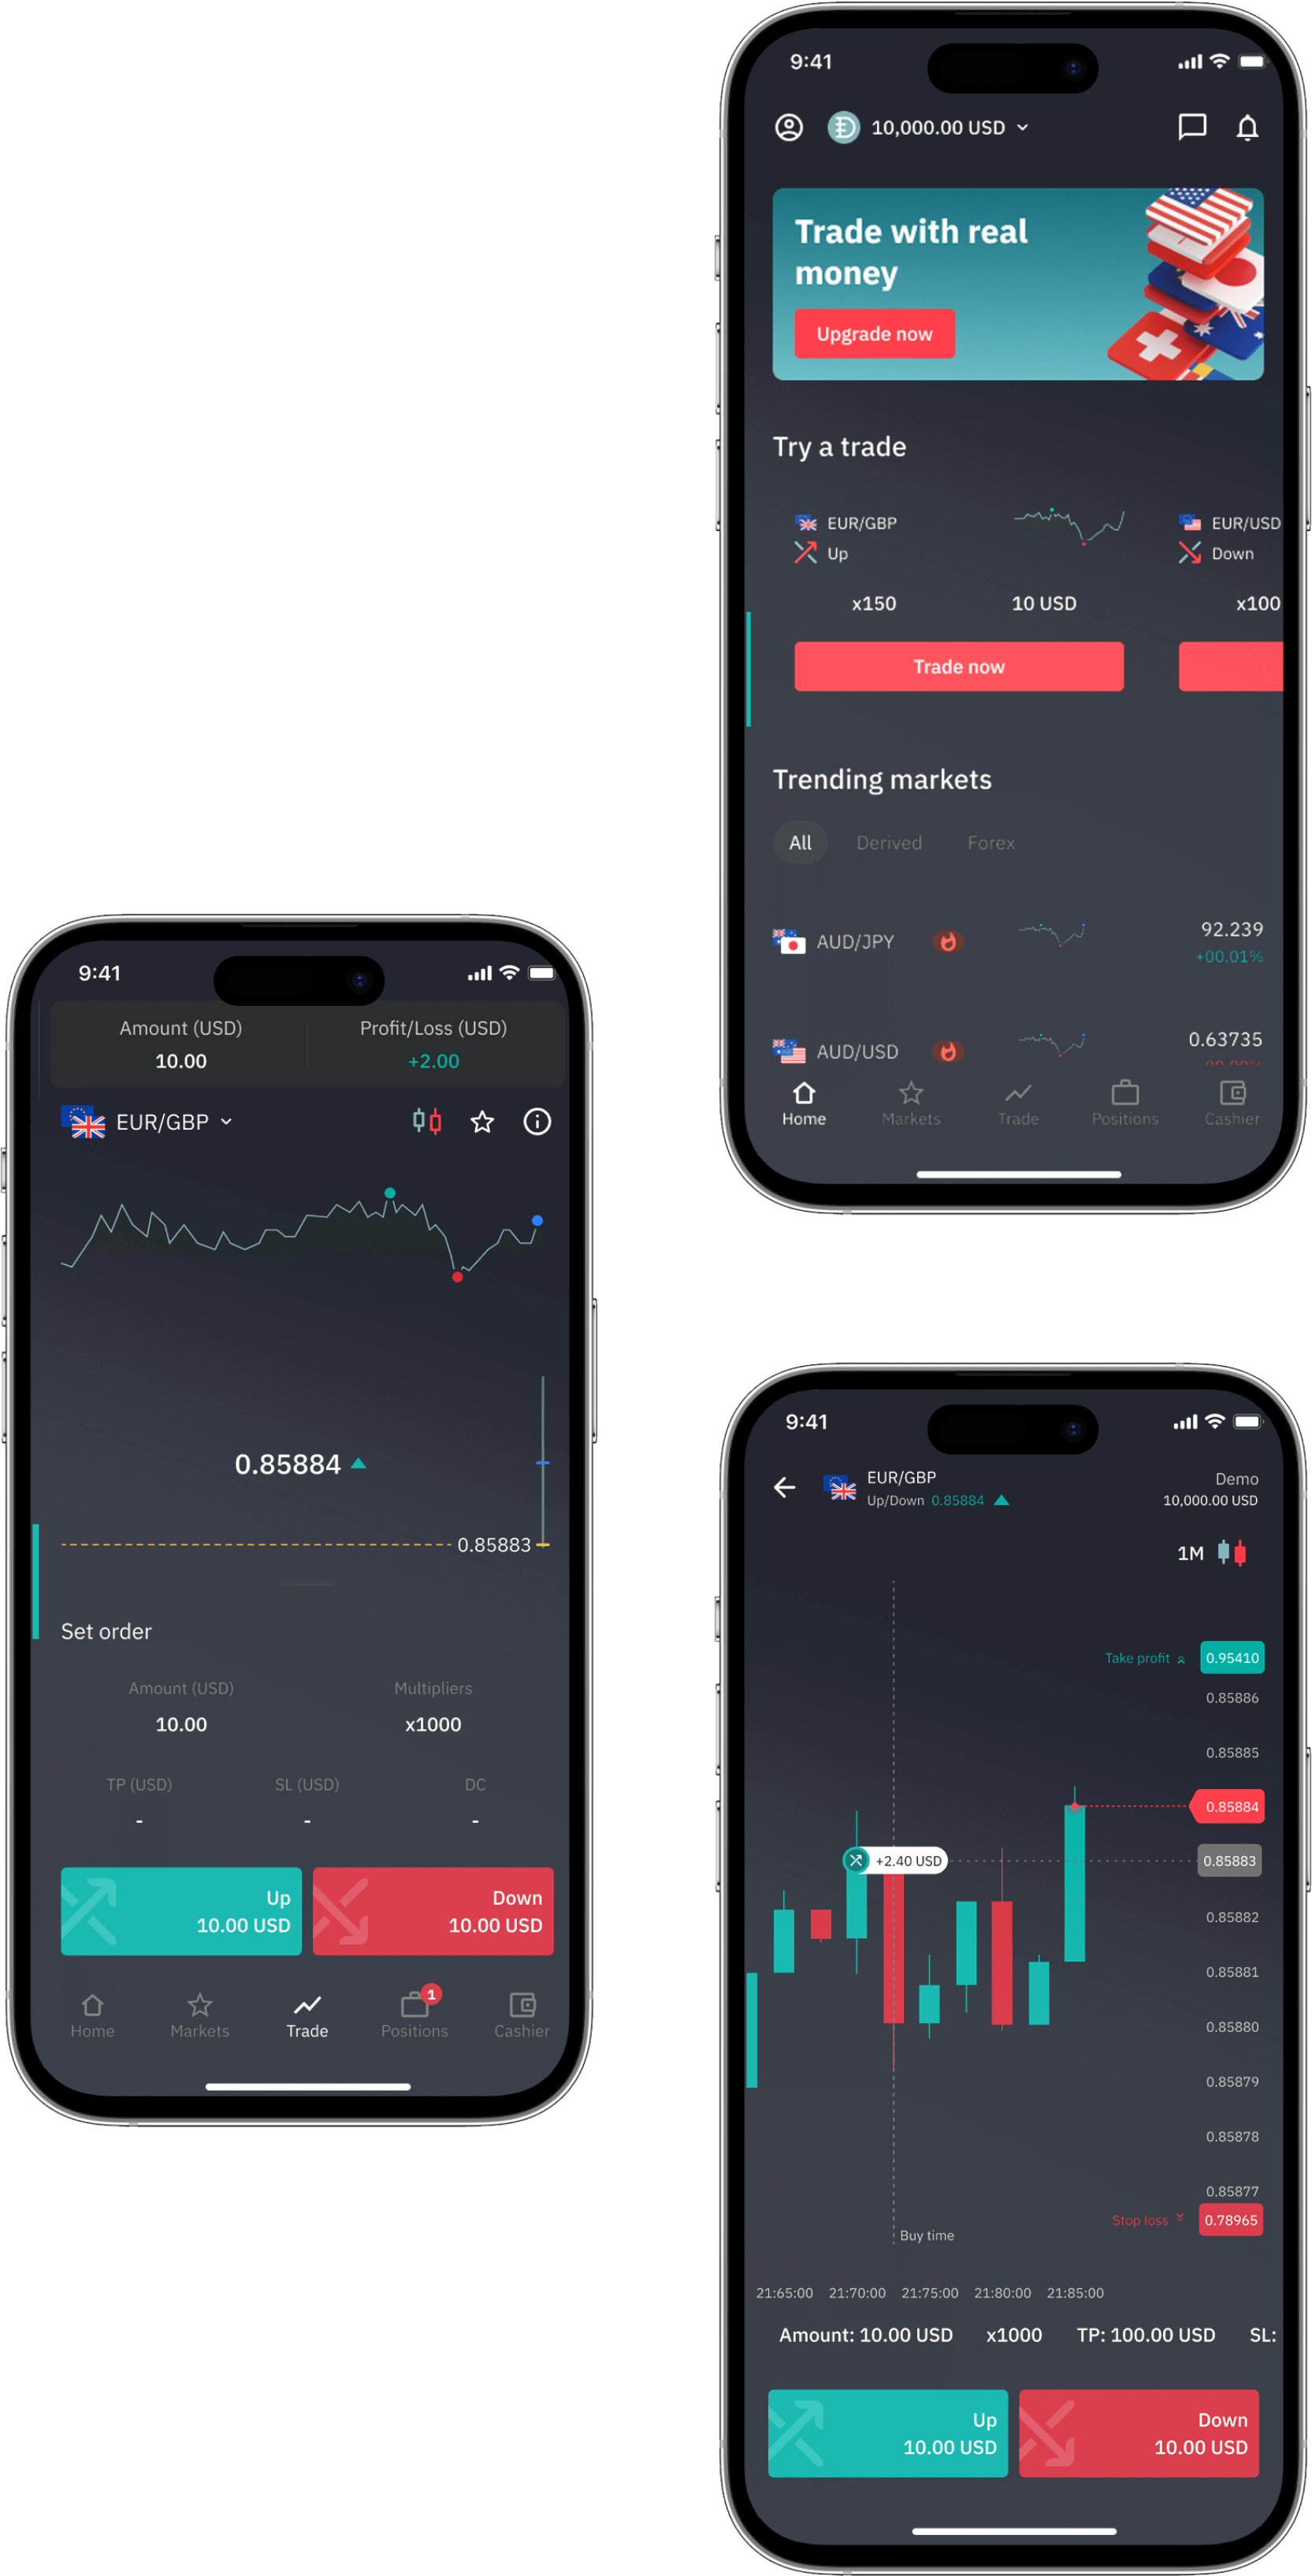 9:41
10,000.00 USD
Trade with real
money
Upgrade now
Try a trade
EUR/GBP
Up
x150
10 USD
Trade now
EUR/USD
Down
x100
Trending markets
All
Derived
Forex
AUD/JPY
92.239
+00.01%
AUD/USD
0.63735
Home
Markets
Trade
Positions
Cashier
9:41
Amount (USD)
10.00
Profit/Loss (USD)
+2.00
EUR/GBP
0.85884
0.85883
Set order
Amount (USD)
10.00
Multipliers
x1000
TP (USD)
-
SL (USD)
-
DC
-
Up
10.00 USD
Down
10.00 USD
Home
Markets
Trade
1
Positions
Cashier
9:41
EUR/GBP
Up/Down 0.85884
Demo
10,000.00 USD
1M
Take profit 0.95410
0.85886
0.85885
0.85884
+2.40 USD
0.85883
0.85882
0.85881
0.85880
0.85879
0.85878
0.85877
Stop loss 0.78965
Buy time
21:65:00 21:70:00 21:75:00 21:80:00 21:85:00
Amount: 10.00 USD x1000 TP: 100.00 USD SL:
Up
10.00 USD
Down
10.00 USD